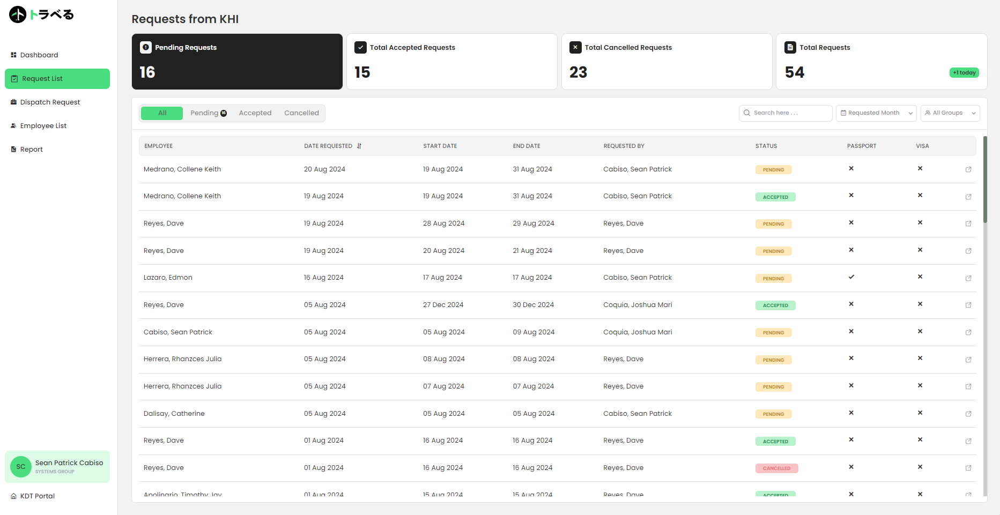 トラベる
Dashboard
Request List
Dispatch Request
Employee List
Report
SC
Sean Patrick Cabiso
SYSTEMS GROUP
KDT Portal
Requests from KHI
Pending Requests
16
Total Accepted Requests
15
Total Cancelled Requests
23
Total Requests
54
+1 today
All Pending 16 Accepted Cancelled
Search here . . . Requested Month All Groups
EMPLOYEE DATE REQUESTED START DATE END DATE REQUESTED BY STATUS PASSPORT VISA
Medrano, Collene Keith 20 Aug 2024 19 Aug 2024 31 Aug 2024 Cabiso, Sean Patrick PENDING
Medrano, Collene Keith 19 Aug 2024 19 Aug 2024 31 Aug 2024 Cabiso, Sean Patrick ACCEPTED
Reyes, Dave 19 Aug 2024 28 Aug 2024 29 Aug 2024 Reyes, Dave PENDING
Reyes, Dave 19 Aug 2024 20 Aug 2024 21 Aug 2024 Reyes, Dave PENDING
Lazaro, Edmon 16 Aug 2024 17 Aug 2024 17 Aug 2024 Cabiso, Sean Patrick PENDING
Reyes, Dave 05 Aug 2024 27 Dec 2024 30 Dec 2024 Coquia, Joshua Mari ACCEPTED
Cabiso, Sean Patrick 05 Aug 2024 05 Aug 2024 09 Aug 2024 Coquia, Joshua Mari PENDING
Herrera, Rhanzces Julia 05 Aug 2024 08 Aug 2024 08 Aug 2024 Reyes, Dave PENDING
Herrera, Rhanzces Julia 05 Aug 2024 07 Aug 2024 07 Aug 2024 Reyes, Dave PENDING
Dalisay, Catherine 05 Aug 2024 05 Aug 2024 05 Aug 2024 Cabiso, Sean Patrick PENDING
Reyes, Dave 01 Aug 2024 16 Aug 2024 16 Aug 2024 Reyes, Dave ACCEPTED
Reyes, Dave 01 Aug 2024 16 Aug 2024 16 Aug 2024 Reyes, Dave CANCELLED
Apolinario, Timothy Jay 01 Aug 2024 15 Aug 2024 15 Aug 2024 Reyes, Dave ACCEPTED